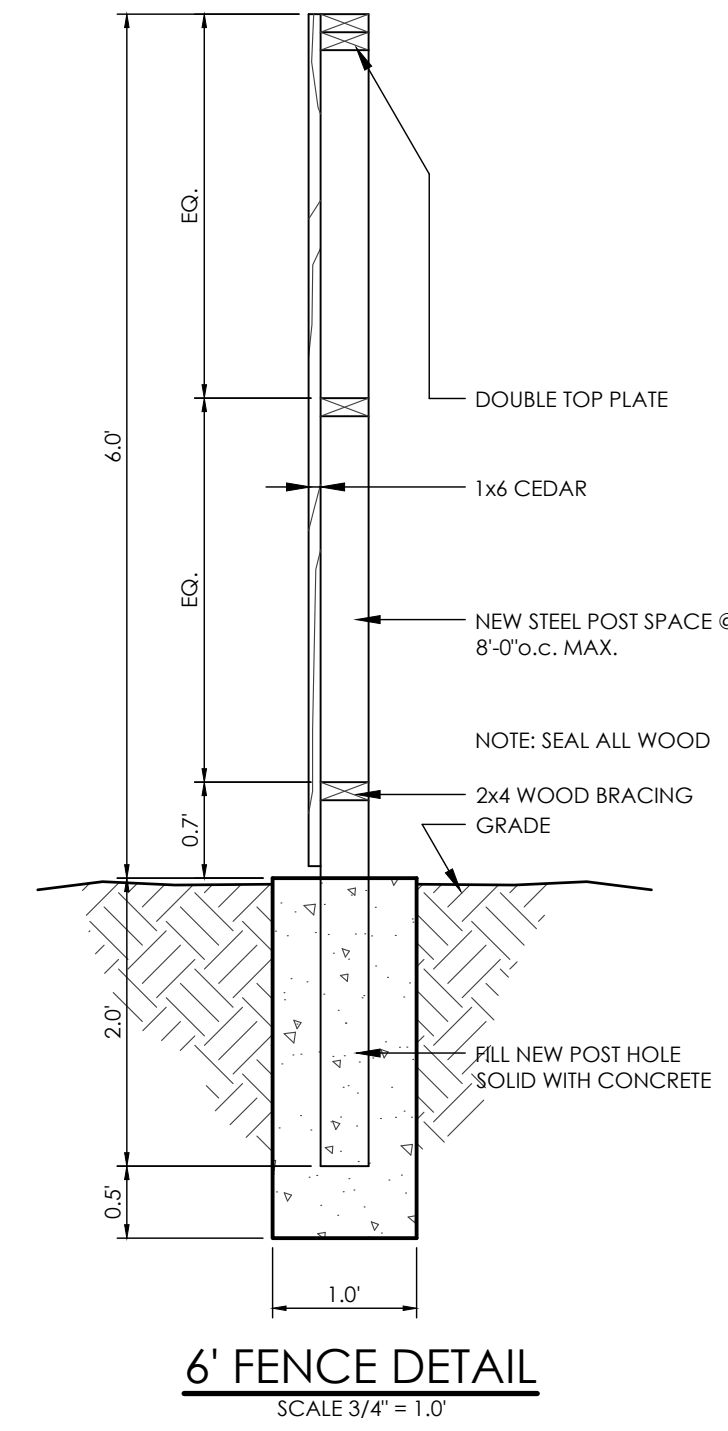 EQ.
6.0'
DOUBLE TOP PLATE
1x6 CEDAR
EQ.
NEW STEEL POST SPACE @
8'-0"o.c. MAX.
NOTE: SEAL ALL WOOD
2x4 WOOD BRACING
0.7'
GRADE
2.0'
FILL NEW POST HOLE
SOLID WITH CONCRETE
0.5'
1.0'
6' FENCE DETAIL
SCALE 3/4" = 1.0'